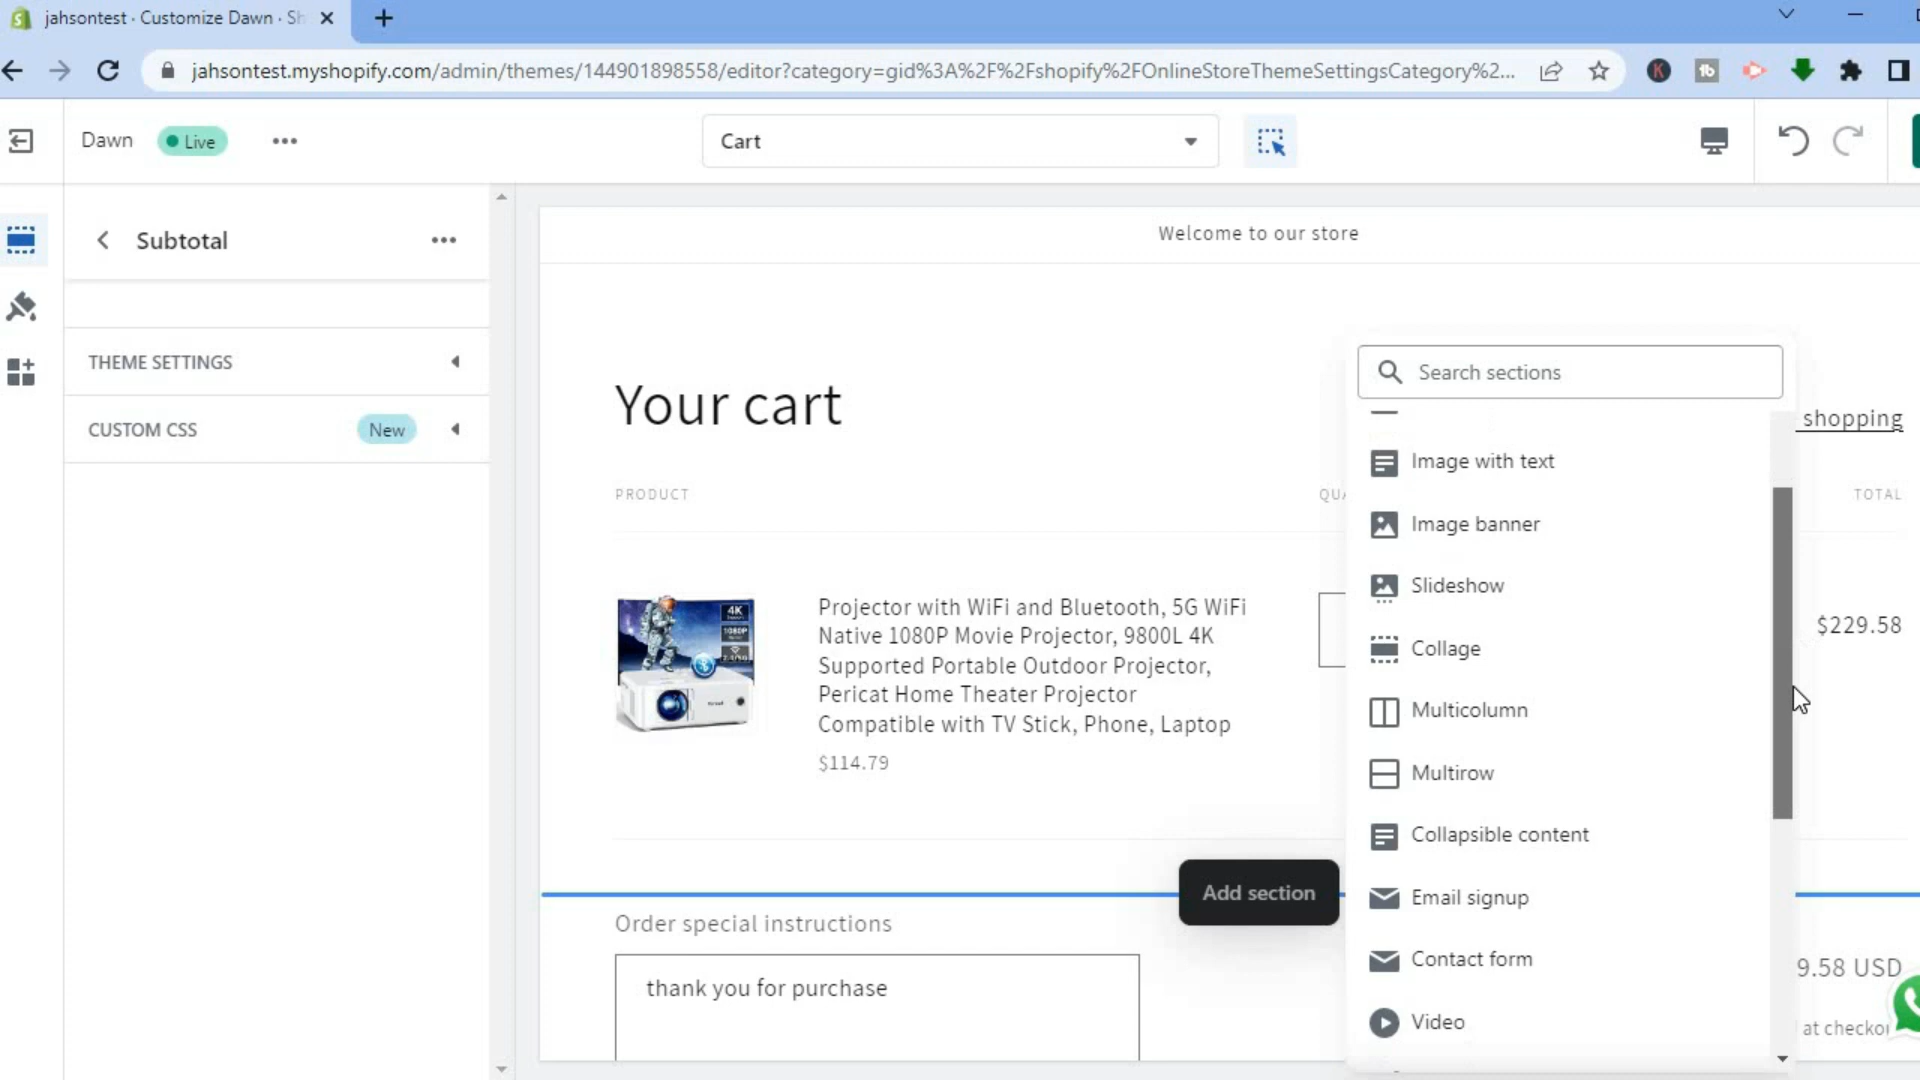 jahsontest · Customize Dawn · Sh
jahsontest.myshopify.com/admin/themes/144901898558/editor?category=gid%3A%2F%2Fshopify%2FOnlineStoreThemeSettingsCategory%2...
Dawn
Live
Cart
Subtotal
THEME SETTINGS
CUSTOM CSS
New
Welcome to our store
Your cart
shopping
PRODUCT
QUA
TOTAL
Projector with WiFi and Bluetooth, 5G WiFi
Native 1080P Movie Projector, 9800L 4K
Supported Portable Outdoor Projector,
Pericat Home Theater Projector
Compatible with TV Stick, Phone, Laptop
$114.79
$229.58
4K
1080P
Search sections
Image with text
Image banner
Slideshow
Collage
Multicolumn
Multirow
Collapsible content
Email signup
Contact form
Video
Add section
Order special instructions
thank you for purchase
9.58 USD
at checkou